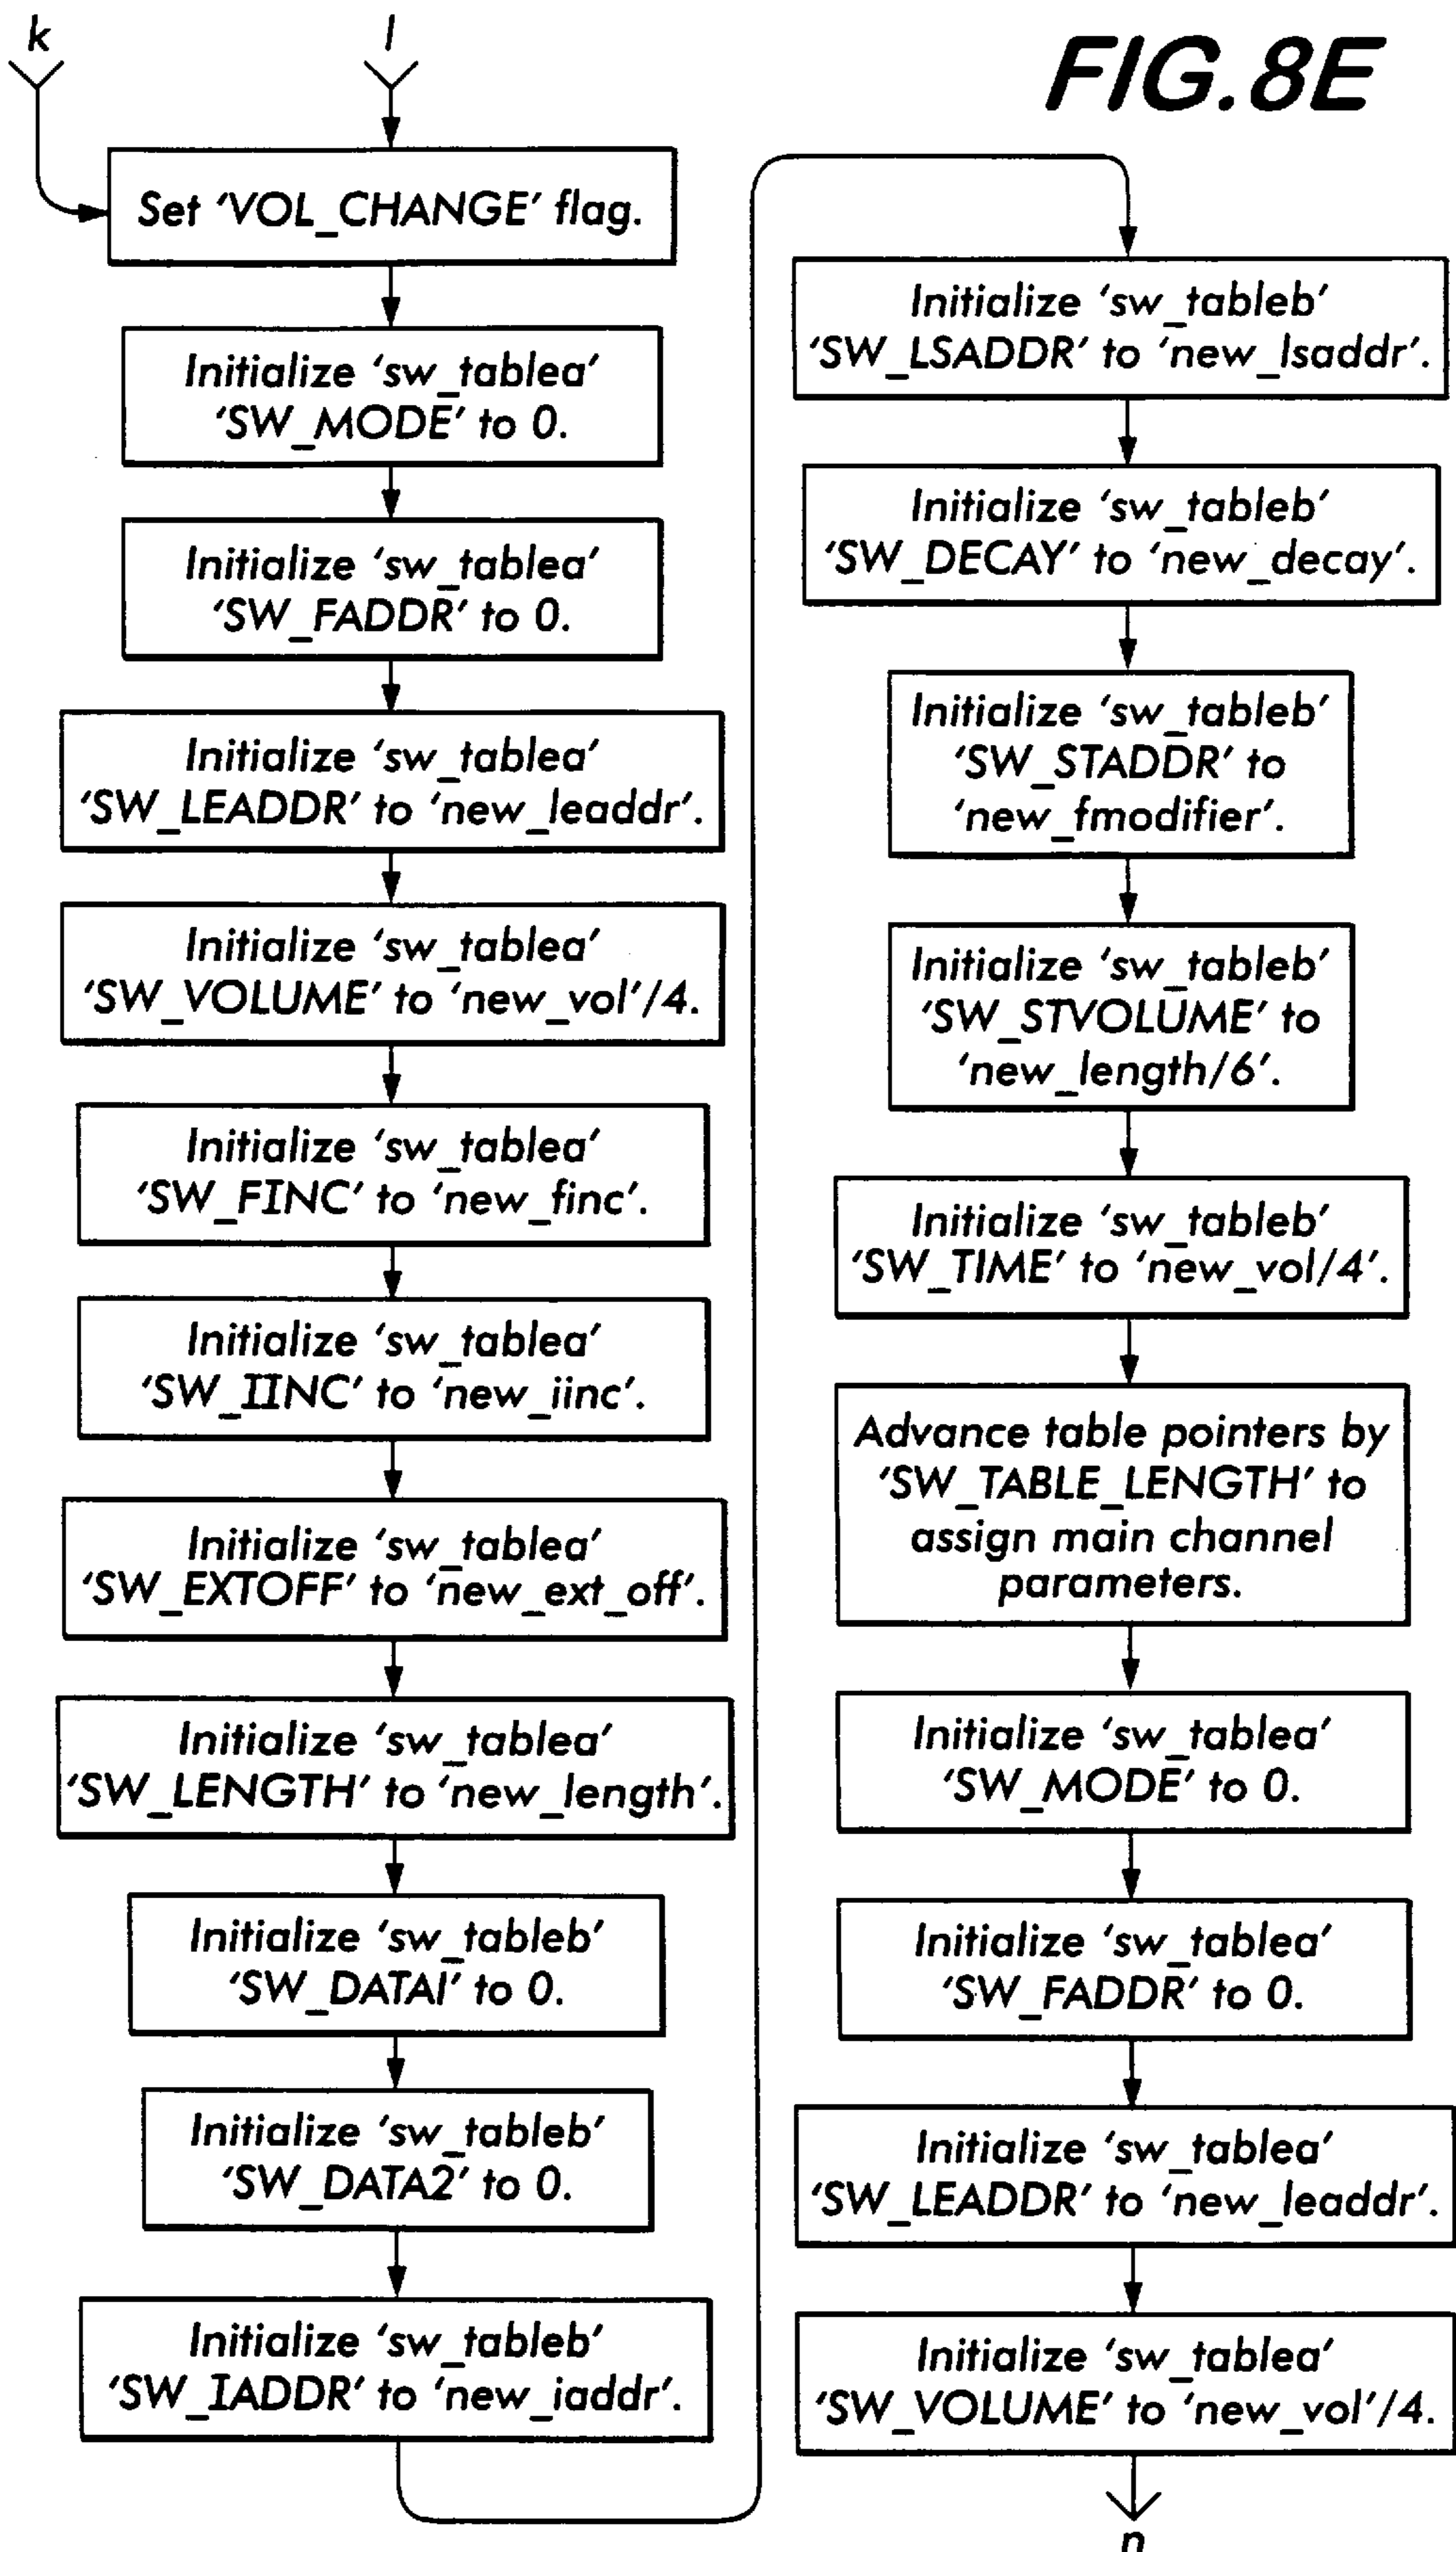 k
l
FIG.8E
Set 'VOL_CHANGE' flag.
Initialize 'sw_tablea'
'SW_MODE' to 0.
Initialize 'sw_tablea'
'SW_FADDR' to 0.
Initialize 'sw_tablea'
'SW_LEADDR' to 'new_leaddr'.
Initialize 'sw_tablea'
'SW_VOLUME' to 'new_vol'/4.
Initialize 'sw_tablea'
'SW_FINC' to 'new_finc'.
Initialize 'sw_tablea'
'SW_IINC' to 'new_iinc'.
Initialize 'sw_tablea'
'SW_EXTOFF' to 'new_ext_off'.
Initialize 'sw_tablea'
'SW_LENGTH' to 'new_length'.
Initialize 'sw_tableb'
'SW_DATA1' to 0.
Initialize 'sw_tableb'
'SW_DATA2' to 0.
Initialize 'sw_tableb'
'SW_IADDR' to 'new_iaddr'.
Initialize 'sw_tableb'
'SW_LSADDR' to 'new_lsaddr'.
Initialize 'sw_tableb'
'SW_DECAY' to 'new_decay'.
Initialize 'sw_tableb'
'SW_STADDR' to
'new_fmodifier'.
Initialize 'sw_tableb'
'SW_STVOLUME' to
'new_length/6'.
Initialize 'sw_tableb'
'SW_TIME' to 'new_vol/4'.
Advance table pointers by
'SW_TABLE_LENGTH' to
assign main channel
parameters.
Initialize 'sw_tablea'
'SW_MODE' to 0.
Initialize 'sw_tablea'
'SW_FADDR' to 0.
Initialize 'sw_tablea'
'SW_LEADDR' to 'new_leaddr'.
Initialize 'sw_tablea'
'SW_VOLUME' to 'new_vol'/4.
n